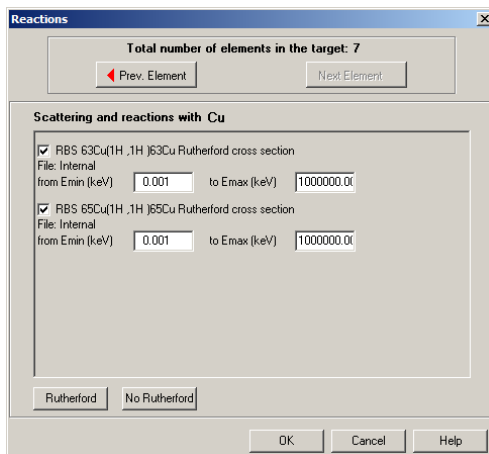 Reactions
Total number of elements in the target: 7
Prev. Element Next Element
Scattering and reactions with Cu
RBS 63Cu(1H ,1H )63Cu Rutherford cross section
File: Internal
from Emin (keV) 0.001 to Emax (keV) 1000000.00
RBS 65Cu(1H ,1H )65Cu Rutherford cross section
File: Internal
from Emin (keV) 0.001 to Emax (keV) 1000000.00
Rutherford No Rutherford
OK Cancel Help